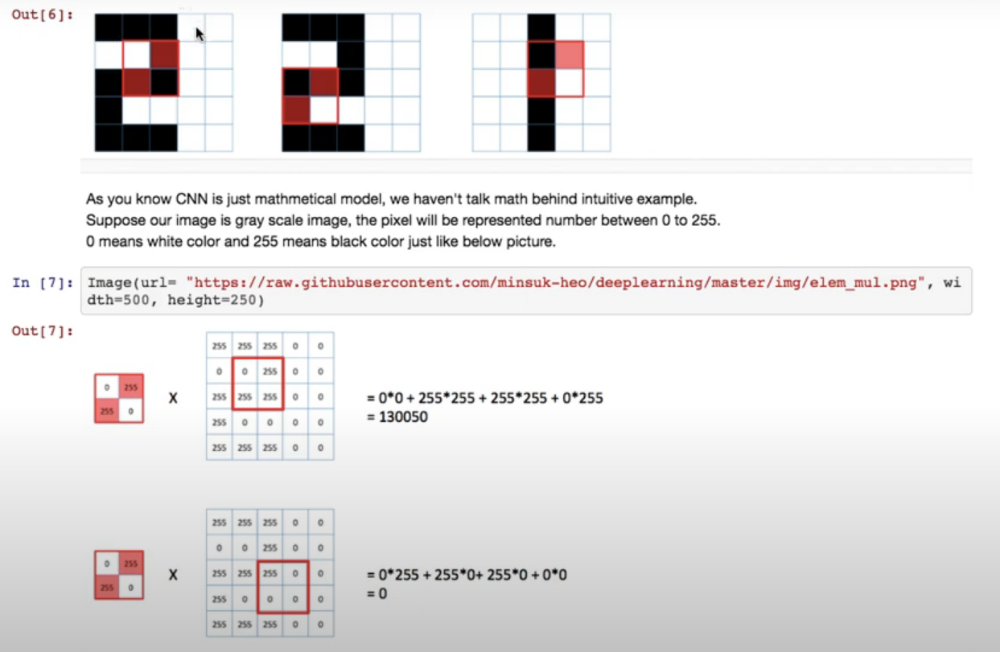 Out[6]:
As you know CNN is just mathmetical model, we haven't talk math behind intuitive example.
Suppose our image is gray scale image, the pixel will be represented number between 0 to 255.
0 means white color and 255 means black color just like below picture.
In [7]: Image(url= "https://raw.githubusercontent.com/minsuk-heo/deeplearning/master/img/elem_mul.png", wi
dth=500, height=250)
Out[7]:
255 255 255 0 0
0 0 255 0 0
0 255
255 255 255 0 0
255 0
X
= 0*0 + 255*255 + 255*255 + 0*255
= 130050
255 0 0 0 0
255 255 255 0 0
255 255 255 0 0
0 0 255 0 0
0 255
255 255 255 0 0
255 0
X
= 0*255 + 255*0+ 255*0 + 0*0
= 0
255 0 0 0 0
255 255 255 0 0